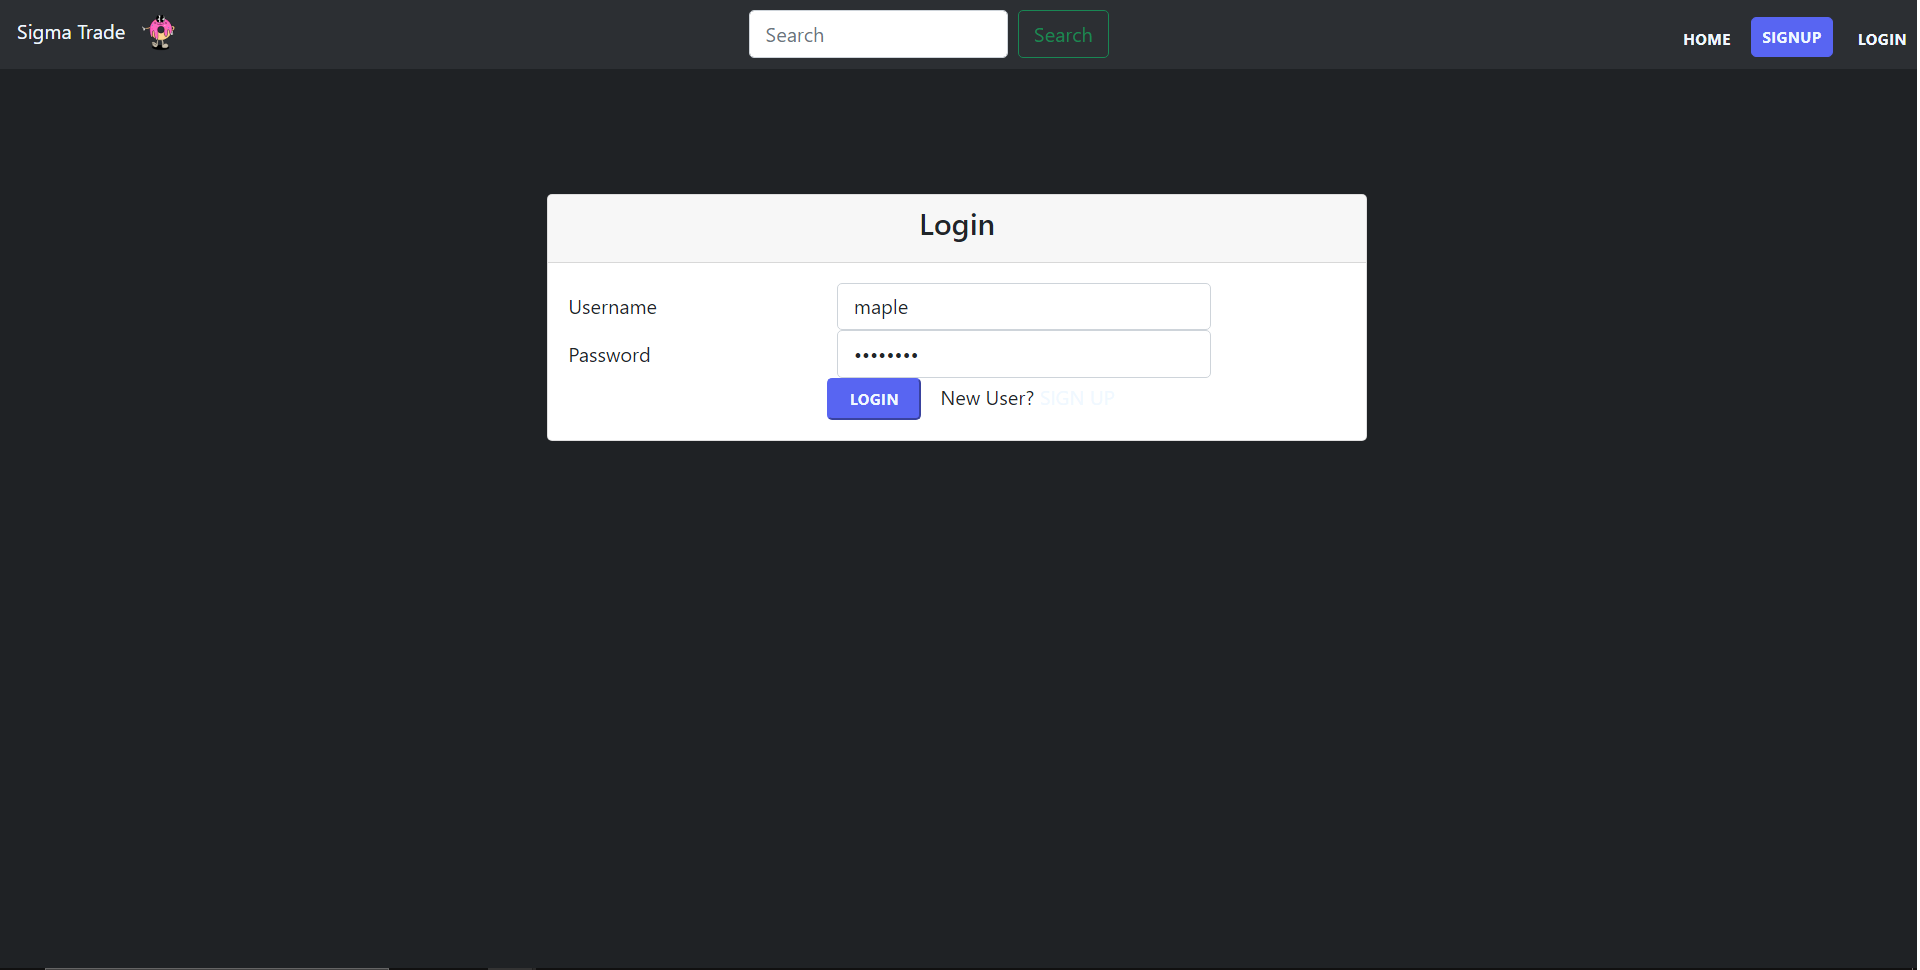 Sigma Trade
Search Search
HOME SIGNUP LOGIN
Login
Username maple
Password ••••••••
LOGIN New User? SIGN UP